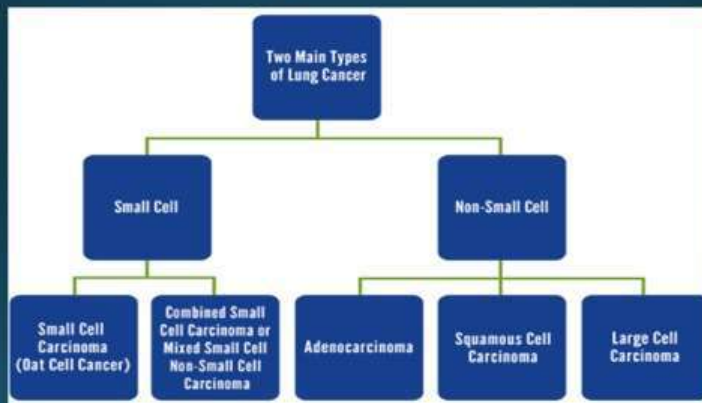 Two Main Types
of Lung Cancer
Small Cell
Non-Small Cell
Small Cell
Carcinoma
(Oat Cell Cancer)
Combined Small
Cell Carcinoma or
Mixed Small Cell
Non-Small Cell
Carcinoma
Adenocarcinoma
Squamous Cell
Carcinoma
Large Cell
Carcinoma